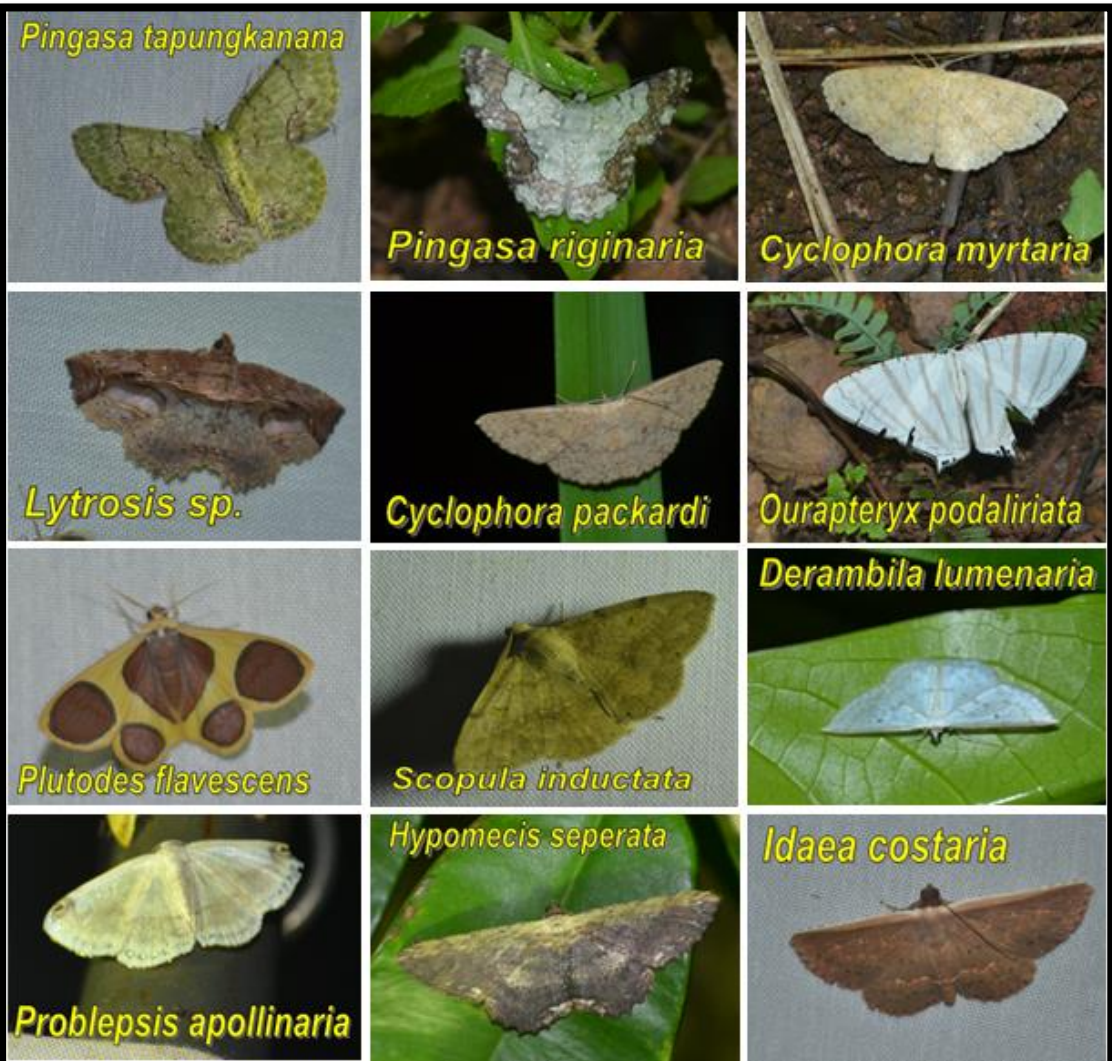 Pingasa tapungkanana
Pingasa riginaria
Cyclophora myrtaria
Lytrosis sp.
Cyclophora packardi
Ourapteryx podaliriata
Plutodes flavescens
Scopula inductata
Derambila lumenaria
Problepsis apollinaria
Hypomecis seperata
Idaea costaria